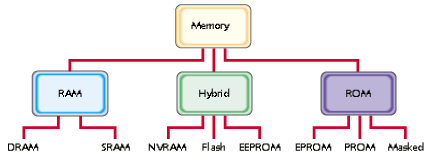 Memory
RAM Hybrid ROM
DRAM SRAM NVRAM Flash EEPROM EPROM PROM Masked